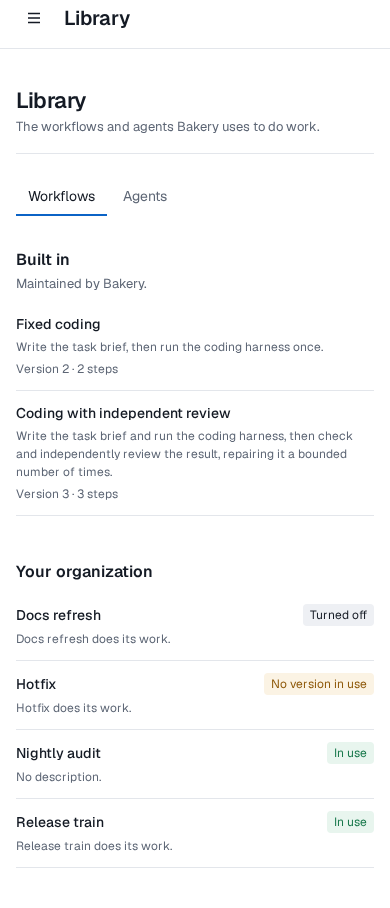 Library
Library
The workflows and agents Bakery uses to do work.
Workflows
Agents
Built in
Maintained by Bakery.
Fixed coding
Write the task brief, then run the coding harness once.
Version 2 · 2 steps
Coding with independent review
Write the task brief and run the coding harness, then check
and independently review the result, repairing it a bounded
number of times.
Version 3 · 3 steps
Your organization
Docs refresh
Turned off
Docs refresh does its work.
Hotfix
No version in use
Hotfix does its work.
Nightly audit
In use
No description.
Release train
In use
Release train does its work.